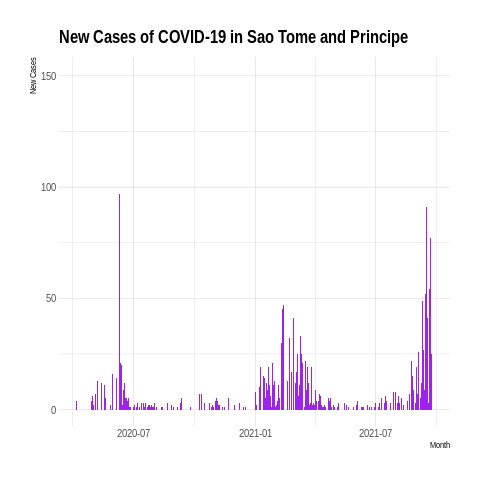 New Cases of COVID-19 in Sao Tome and Principe
New Cases
150
100
50
0
2020-07
2021-01
2021-07
Month